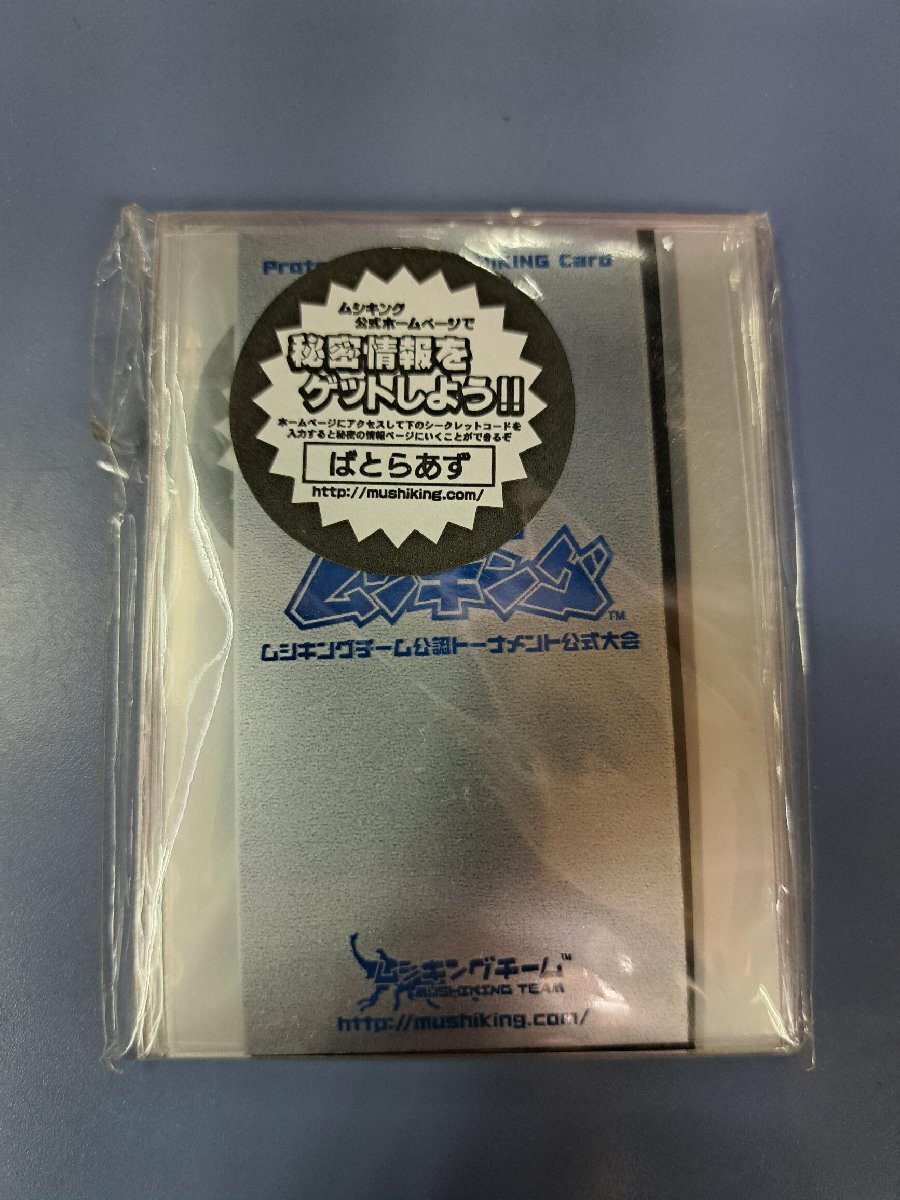 ムシキング
公式ホームページで
秘密情報を
ゲットしよう!!
ホームページにアクセスして下のシークレットコードを
入力すると秘密の情報ページにいくことができるぞ
ばとらあず
http://mushiking.com/
Card
ムシキング™
ムシキングチーム公認トーナメント公式大会
ムシキングチーム™
MUSHIKING TEAM
http://mushiking.com/